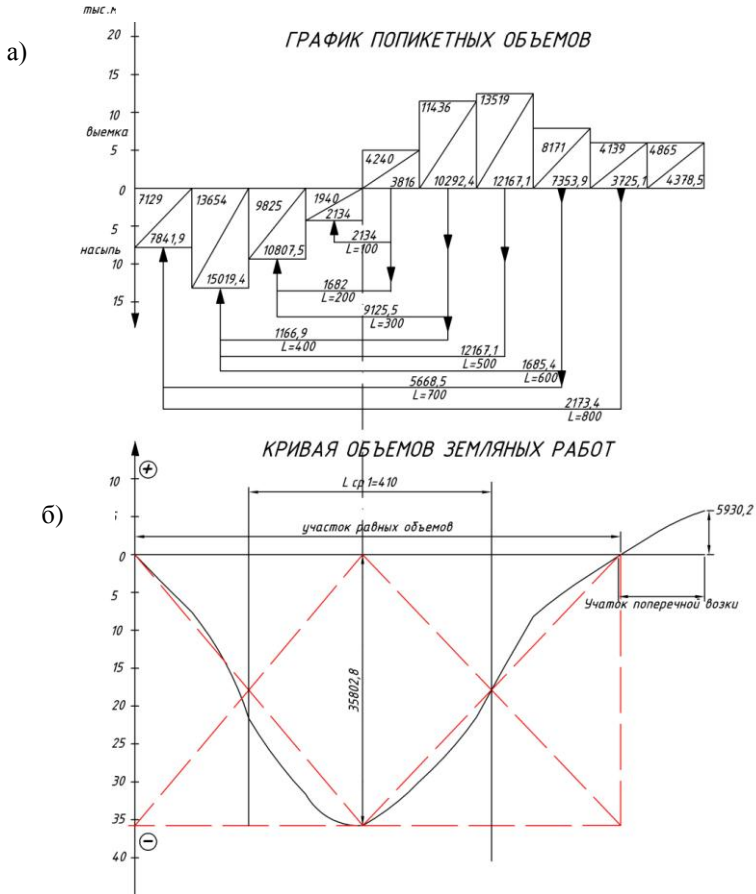 тыс.м
а)
ГРАФИК ПОПИКЕТНЫХ ОБЪЕМОВ
20
15
10
выемка
5
0
5
насыпь
10
15
7129
7841,9
13654
15019,4
9825
10807,5
1940
2134
4240
3816
11436
10292,4
13519
12167,1
8171
7353,9
4139
3725,1
4865
4378,5
2134
L=100
1682
L=200
9125,5
L=300
1166,9
L=400
12167,1
L=500
1685,4
L=600
5668,5
L=700
2173,4
L=800
КРИВАЯ ОБЪЕМОВ ЗЕМЛЯНЫХ РАБОТ
+
б)
10
0
5
10
15
20
25
30
35
40
−
L ср 1=410
участок равных объемов
5930,2
Учаток поперечной возки
35802,8